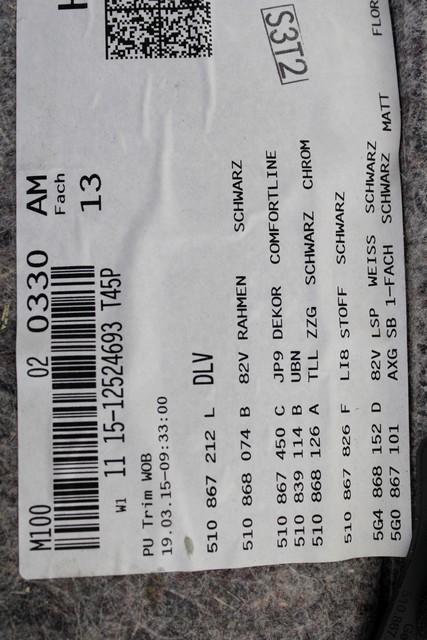 M100 02 0330 AM
Fach
W1 11 15-12524693 T45P 13
PU Trim WOB
19.03.15-09:33:00
S3T2
510 867 212 L DLV
510 868 074 B 82V RAHMEN SCHWARZ
510 867 450 C JP9 DEKOR COMFORTLINE
510 839 114 B UBN
510 868 126 A TLL ZZG SCHWARZ CHROM
510 867 826 F LI8 STOFF SCHWARZ
5G4 868 152 D 82V LSP WEISS SCHWARZ
5G0 867 101 AXG SB 1-FACH SCHWARZ MATT